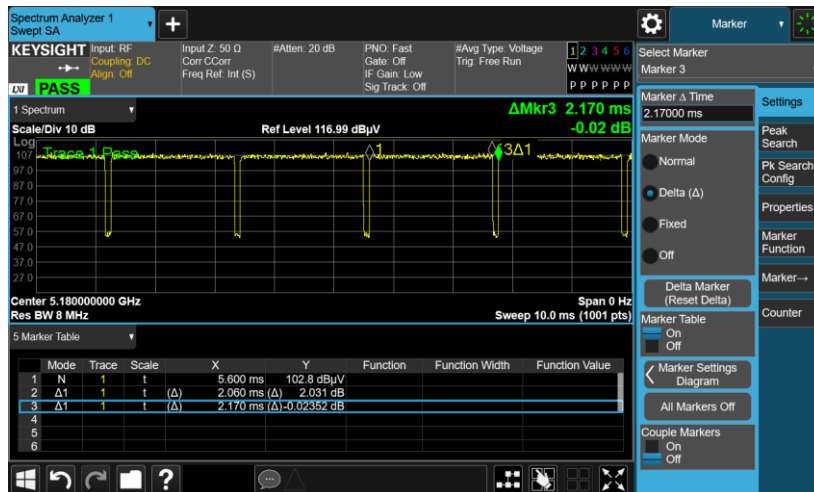 Spectrum Analyzer 1
Swept SA
+
Marker
KEYSIGHT
Input: RF
Coupling: DC
Align: Off
Input Z: 50 Ω
Corr CCorr
Freq Ref: Int (S)
#Atten: 20 dB
PNO: Fast
Gate: Off
IF Gain: Low
Sig Track: Off
#Avg Type: Voltage
Trig: Free Run
1 2 3 4 5 6
W W W W W W
P P P P P P
LXI PASS
Select Marker
Marker 3
1 Spectrum
ΔMkr3 2.170 ms
-0.02 dB
Scale/Div 10 dB
Ref Level 116.99 dBµV
Log
Trace 1 Pass
107
97.0
87.0
77.0
67.0
57.0
47.0
37.0
27.0
1
3Δ1
Center 5.180000000 GHz
Span 0 Hz
Res BW 8 MHz
Sweep 10.0 ms (1001 pts)
Marker Δ Time
2.17000 ms
Marker Mode
Normal
Delta (Δ)
Fixed
Off
Delta Marker
(Reset Delta)
Marker Table
On
Off
Marker Settings
Diagram
All Markers Off
Couple Markers
On
Off
Settings
Peak
Search
Pk Search
Config
Properties
Marker
Function
Marker→
Counter
5 Marker Table
Mode Trace Scale X Y Function Function Width Function Value
1 N 1 t 5.600 ms 102.8 dBµV
2 Δ1 1 t (Δ) 2.060 ms (Δ) 2.031 dB
3 Δ1 1 t (Δ) 2.170 ms (Δ) -0.02352 dB
4
5
6
?